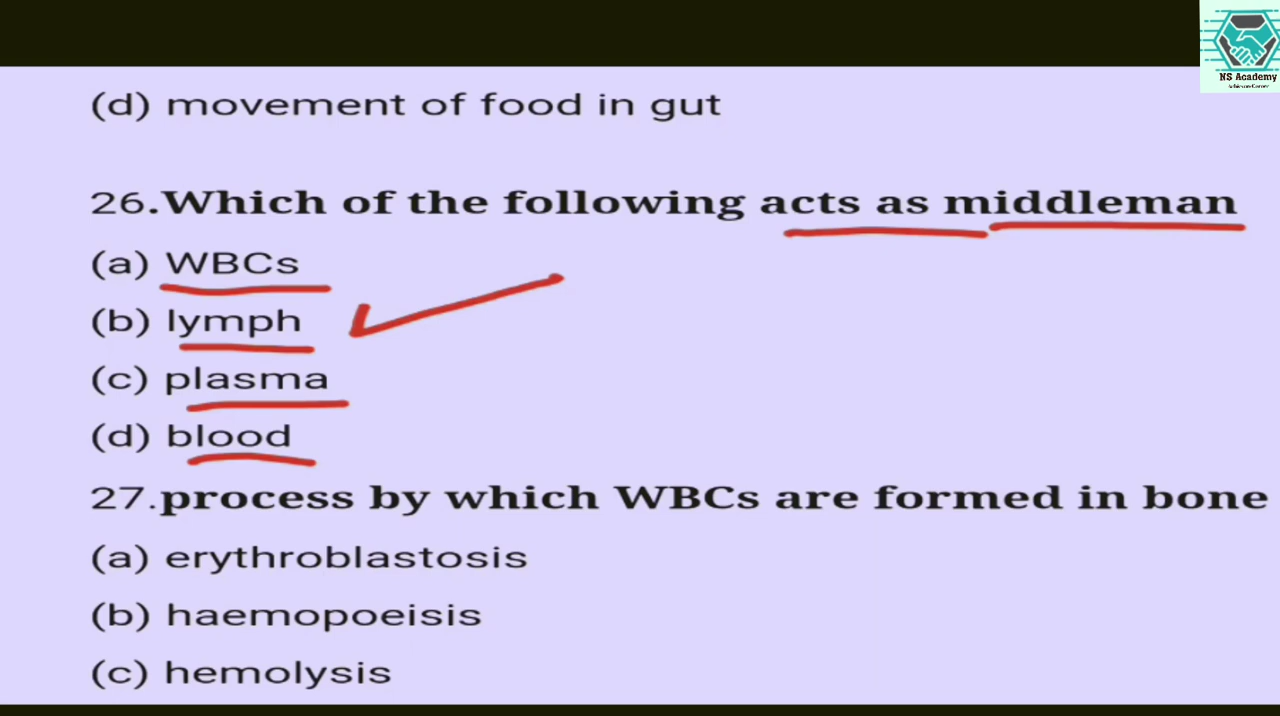 NS Academy
(d) movement of food in gut
26.Which of the following acts as middleman
(a) WBCs
(b) lymph
(c) plasma
(d) blood
27.process by which WBCs are formed in bone
(a) erythroblastosis
(b) haemopoeisis
(c) hemolysis